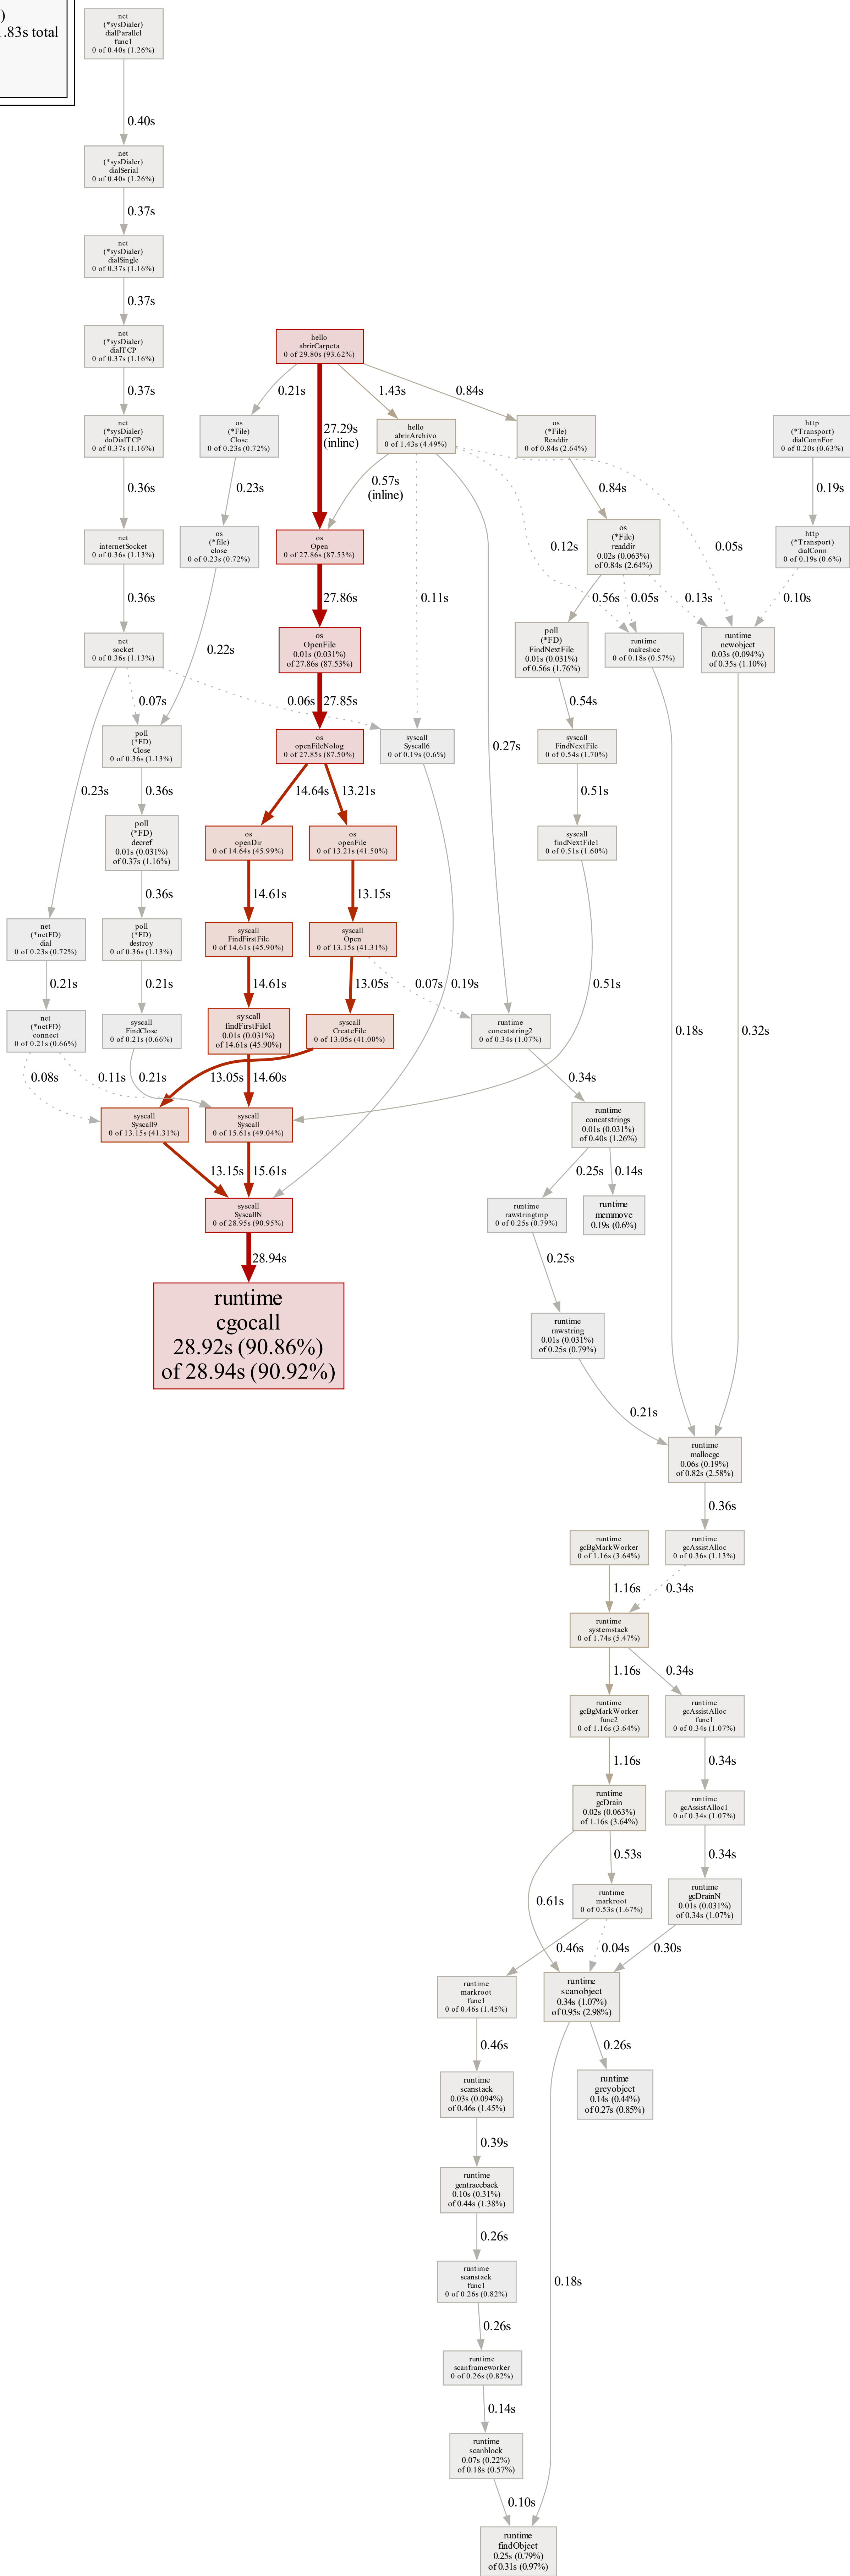 )
.83s total
net
(*sysDialer)
dialParallel
func1
0 of 0.40s (1.26%)
0.40s
net
(*sysDialer)
dialSerial
0 of 0.40s (1.26%)
0.37s
net
(*sysDialer)
dialSingle
0 of 0.37s (1.16%)
0.37s
net
(*sysDialer)
dialTCP
0 of 0.37s (1.16%)
hello
abrirCarpeta
0 of 29.80s (93.62%)
0.37s
0.21s
27.29s
(inline)
1.43s
0.84s
net
(*sysDialer)
doDialTCP
0 of 0.37s (1.16%)
os
(*File)
Close
0 of 0.23s (0.72%)
hello
abrirArchivo
0 of 1.43s (4.49%)
os
(*File)
Readdir
0 of 0.84s (2.64%)
http
(*Transport)
dialConnFor
0 of 0.20s (0.63%)
0.36s
0.23s
0.57s
(inline)
0.84s
0.19s
net
internetSocket
0 of 0.36s (1.13%)
os
(*file)
close
0 of 0.23s (0.72%)
os
Open
0 of 27.86s (87.53%)
0.12s
os
(*File)
readdir
0.02s (0.063%)
of 0.84s (2.64%)
0.05s
http
(*Transport)
dialConn
0 of 0.19s (0.6%)
0.36s
27.86s
0.11s
0.56s
0.05s
0.13s
0.10s
net
socket
0 of 0.36s (1.13%)
0.22s
os
OpenFile
0.01s (0.031%)
of 27.86s (87.53%)
poll
(*FD)
FindNextFile
0.01s (0.031%)
of 0.56s (1.76%)
runtime
makeslice
0 of 0.18s (0.57%)
runtime
newobject
0.03s (0.094%)
of 0.35s (1.10%)
0.07s
0.06s
27.85s
0.54s
poll
(*FD)
Close
0 of 0.36s (1.13%)
os
openFileNolog
0 of 27.85s (87.50%)
syscall
Syscall6
0 of 0.19s (0.6%)
0.27s
syscall
FindNextFile
0 of 0.54s (1.70%)
0.23s
0.36s
14.64s
13.21s
0.51s
poll
(*FD)
decref
0.01s (0.031%)
of 0.37s (1.16%)
os
openDir
0 of 14.64s (45.99%)
os
openFile
0 of 13.21s (41.50%)
syscall
findNextFile1
0 of 0.51s (1.60%)
0.36s
14.61s
13.15s
net
(*netFD)
dial
0 of 0.23s (0.72%)
poll
(*FD)
destroy
0 of 0.36s (1.13%)
syscall
FindFirstFile
0 of 14.61s (45.90%)
syscall
Open
0 of 13.15s (41.31%)
0.21s
0.21s
14.61s
13.05s
0.07s
0.19s
0.51s
net
(*netFD)
connect
0 of 0.21s (0.66%)
syscall
FindClose
0 of 0.21s (0.66%)
syscall
findFirstFile1
0.01s (0.031%)
of 14.61s (45.90%)
syscall
CreateFile
0 of 13.05s (41.00%)
runtime
concatstring2
0 of 0.34s (1.07%)
0.18s
0.32s
0.08s
0.11s
0.21s
13.05s
14.60s
0.34s
syscall
Syscall9
0 of 13.15s (41.31%)
syscall
Syscall
0 of 15.61s (49.04%)
runtime
concatstrings
0.01s (0.031%)
of 0.40s (1.26%)
13.15s
15.61s
0.25s
0.14s
syscall
SyscallN
0 of 28.95s (90.95%)
runtime
rawstringtmp
0 of 0.25s (0.79%)
runtime
memmove
0.19s (0.6%)
28.94s
0.25s
runtime
cgocall
28.92s (90.86%)
of 28.94s (90.92%)
runtime
rawstring
0.01s (0.031%)
of 0.25s (0.79%)
0.21s
runtime
mallocgc
0.06s (0.19%)
of 0.82s (2.58%)
0.36s
runtime
gcBgMarkWorker
0 of 1.16s (3.64%)
runtime
gcAssistAlloc
0 of 0.36s (1.13%)
1.16s
0.34s
runtime
systemstack
0 of 1.74s (5.47%)
1.16s
0.34s
runtime
gcBgMarkWorker
func2
0 of 1.16s (3.64%)
runtime
gcAssistAlloc
func1
0 of 0.34s (1.07%)
1.16s
0.34s
runtime
gcDrain
0.02s (0.063%)
of 1.16s (3.64%)
runtime
gcAssistAlloc1
0 of 0.34s (1.07%)
0.53s
0.34s
0.61s
runtime
markroot
0 of 0.53s (1.67%)
runtime
gcDrainN
0.01s (0.031%)
of 0.34s (1.07%)
0.46s
0.04s
0.30s
runtime
markroot
func1
0 of 0.46s (1.45%)
runtime
scanobject
0.34s (1.07%)
of 0.95s (2.98%)
0.46s
0.26s
runtime
scanstack
0.03s (0.094%)
of 0.46s (1.45%)
runtime
greyobject
0.14s (0.44%)
of 0.27s (0.85%)
0.39s
runtime
gentraceback
0.10s (0.31%)
of 0.44s (1.38%)
0.26s
runtime
scanstack
func1
0 of 0.26s (0.82%)
0.18s
0.26s
runtime
scanframeworker
0 of 0.26s (0.82%)
0.14s
runtime
scanblock
0.07s (0.22%)
of 0.18s (0.57%)
0.10s
runtime
findObject
0.25s (0.79%)
of 0.31s (0.97%)